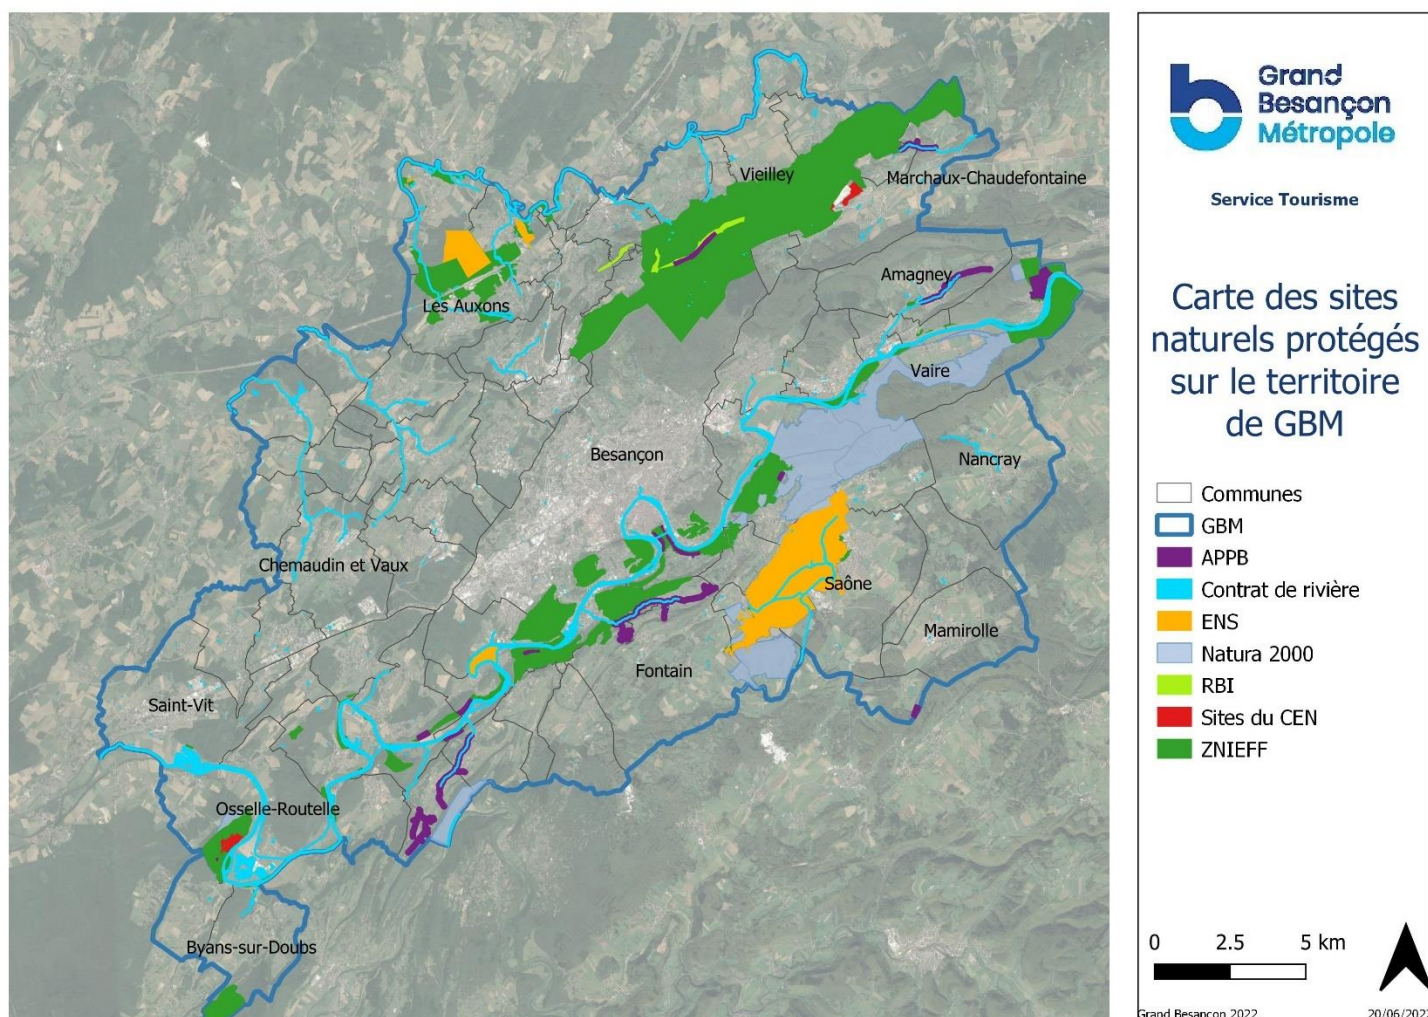 Vieilley
Marchaux-Chaudefontaine
Amagney
Les Auxons
Vaire
Besançon
Nancray
Chemaudin et Vaux
Saône
Mamirolle
Fontain
Saint-Vit
Osselle-Routelle
Byans-sur-Doubs
Grand
Besançon
Métropole
Service Tourisme
Carte des sites
naturels protégés
sur le territoire
de GBM
Communes
GBM
APPB
Contrat de rivière
ENS
Natura 2000
RBI
Sites du CEN
ZNIEFF
0 2.5 5 km
Grand Besançon 2022